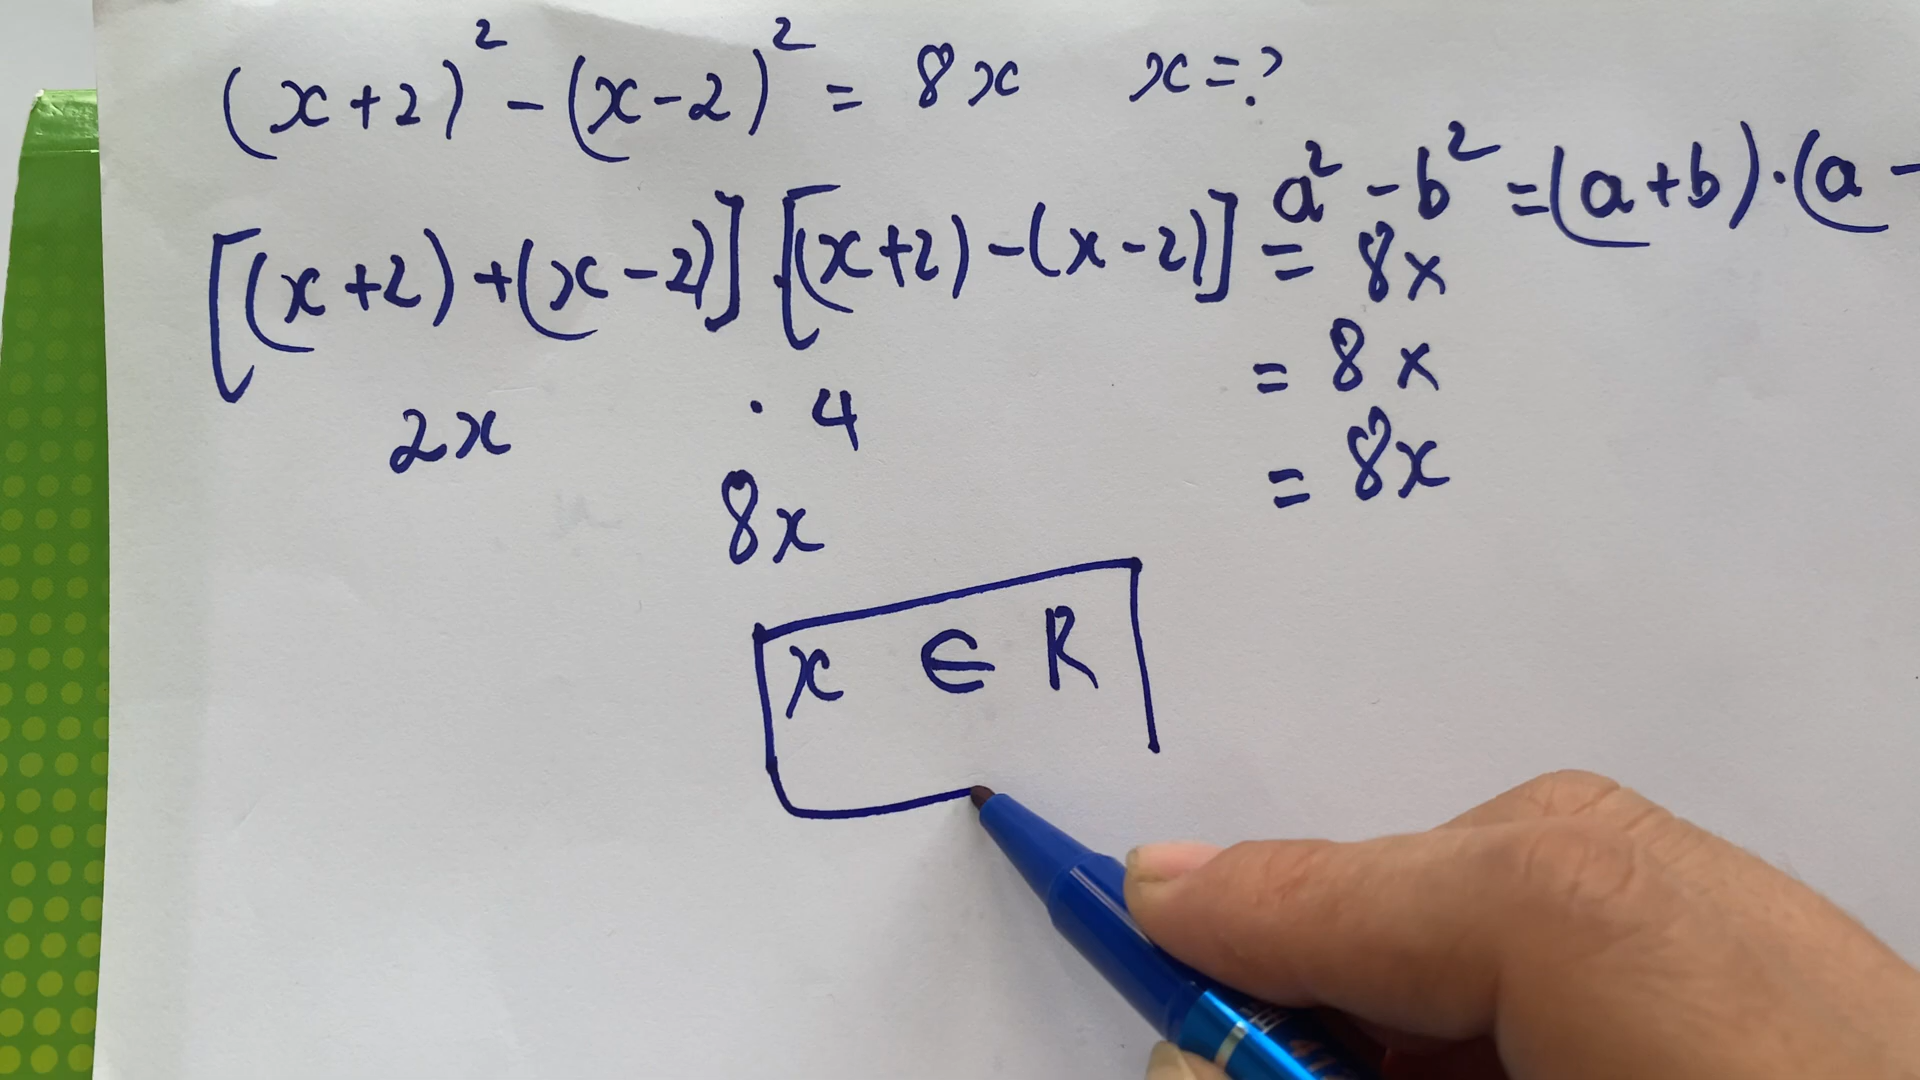 (x+2)² - (x-2)² = 8x x=?
a² - b² = (a+b)·(a -
[(x+2)+(x-2)] [(x+2)-(x-2)] = 8x
2x · 4 = 8x
8x = 8x
x ∈ R